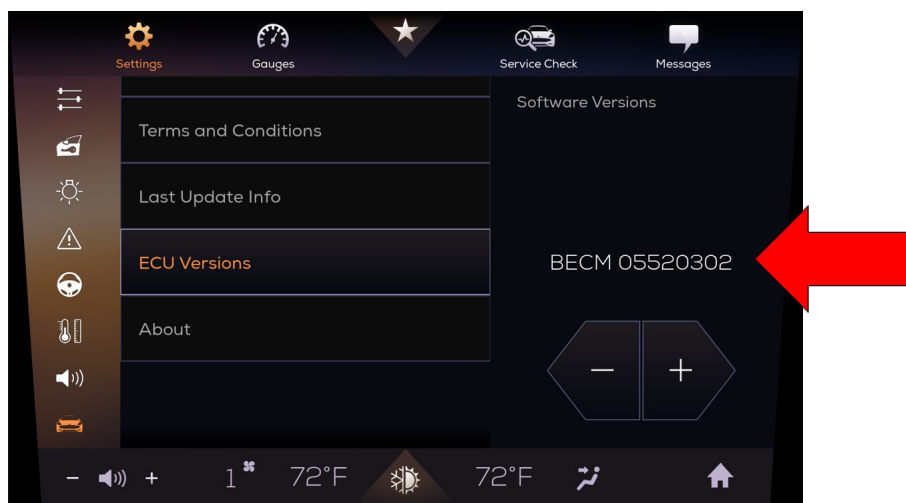 Settings
Gauges
Service Check
Messages
Terms and Conditions
Last Update Info
ECU Versions
About
Software Versions
BECM 05520302
− +
− +
1 72°F
72°F